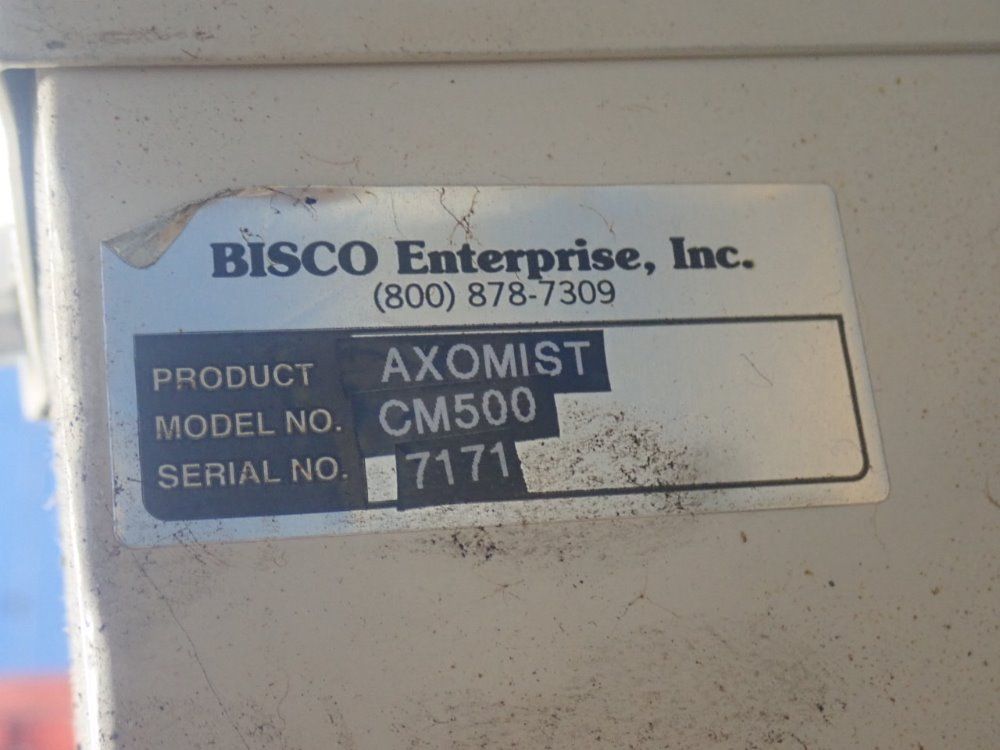 BISCO Enterprise, Inc.
(800) 878-7309
PRODUCT AXOMIST
MODEL NO. CM500
SERIAL NO. 7171